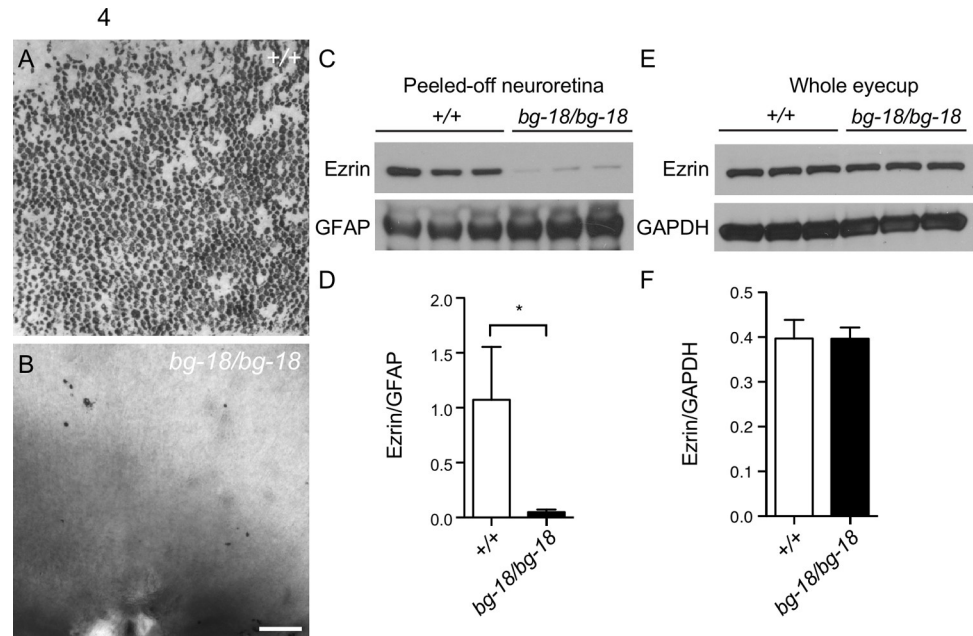 4
A
+/+
B
bg-18/bg-18
C
Peeled-off neuroretina
+/+ bg-18/bg-18
Ezrin
GFAP
D
2.0
1.5
1.0
0.5
0.0
Ezrin/GFAP
*
+/+
bg-18/bg-18
E
Whole eyecup
+/+ bg-18/bg-18
Ezrin
GAPDH
F
0.5
0.4
0.3
0.2
0.1
0.0
Ezrin/GAPDH
+/+
bg-18/bg-18